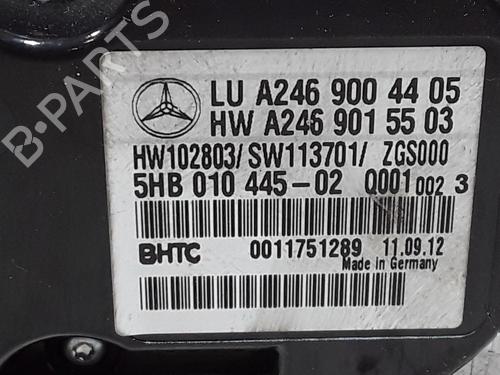 B-PARTS
LU A246 900 44 05
HW A246 901 55 03
HW102803/ SW113701/ ZGS000
5HB 010 445-02 Q001 002 3
BHTC 0011751289 11.09.12
Made in Germany